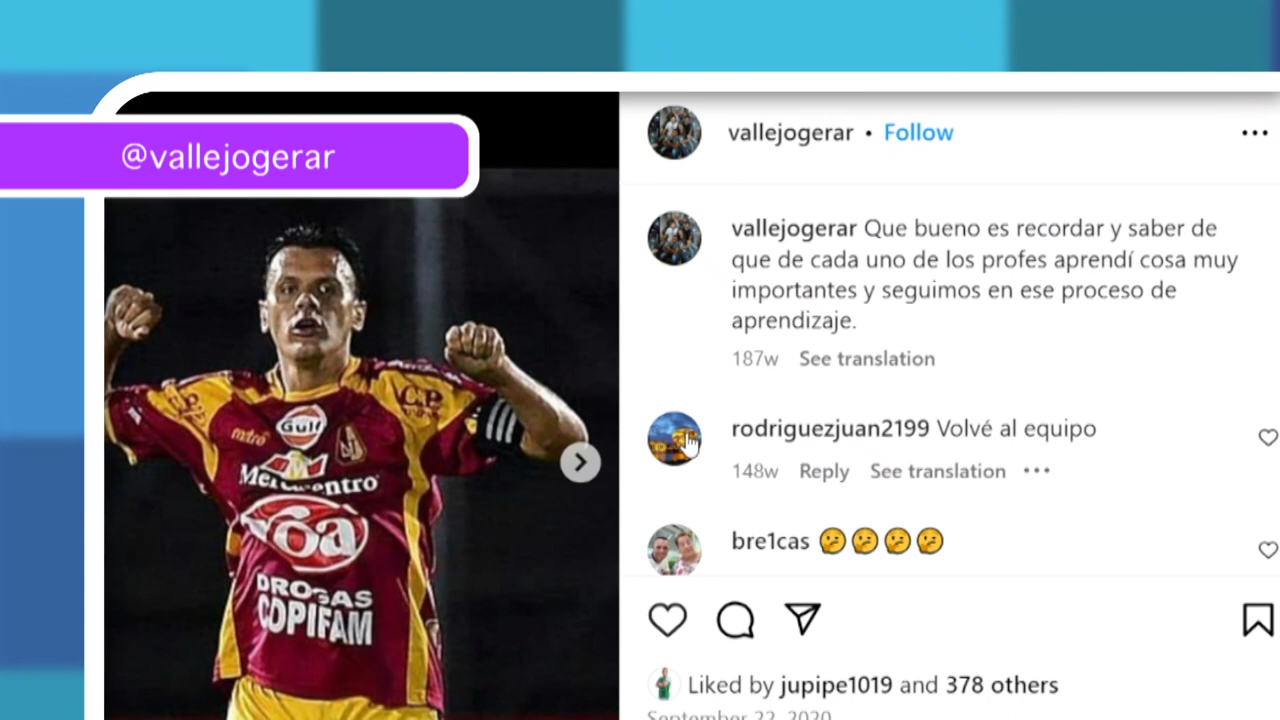 @vallejogerar
vallejogerar • Follow
vallejogerar Que bueno es recordar y saber de
que de cada uno de los profes aprendí cosa muy
importantes y seguimos en ese proceso de
aprendizaje.
187w See translation
rodriguezjuan2199 Volvé al equipo
148w Reply See translation
bre1cas
Liked by jupipe1019 and 378 others
September 22, 2020
Gulf
mitre
Mercacentro
DROGAS
COPIFAM